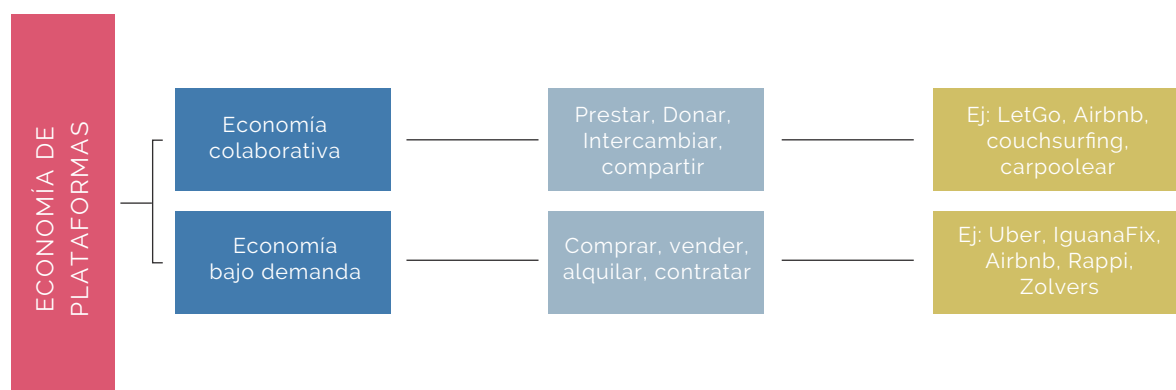 ECONOMÍA DE
PLATAFORMAS
Economía
colaborativa
Prestar, Donar,
Intercambiar,
compartir
Ej: LetGo, Airbnb,
couchsurfing,
carpoolear
Economía
bajo demanda
Comprar, vender,
alquilar, contratar
Ej: Uber, IguanaFix,
Airbnb, Rappi,
Zolvers